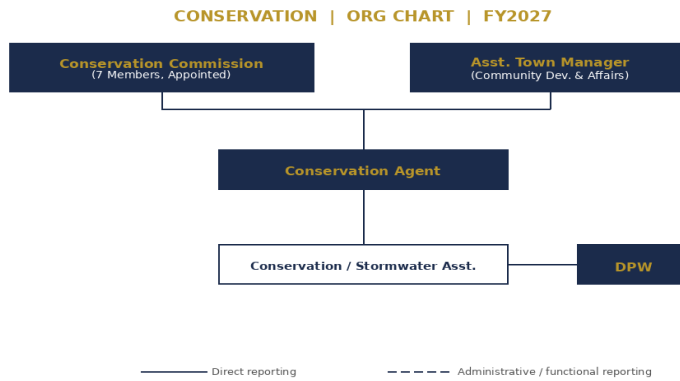 CONSERVATION | ORG CHART | FY2027
Conservation Commission
(7 Members, Appointed)
Asst. Town Manager
(Community Dev. & Affairs)
Conservation Agent
Conservation / Stormwater Asst.
DPW
Direct reporting
Administrative / functional reporting